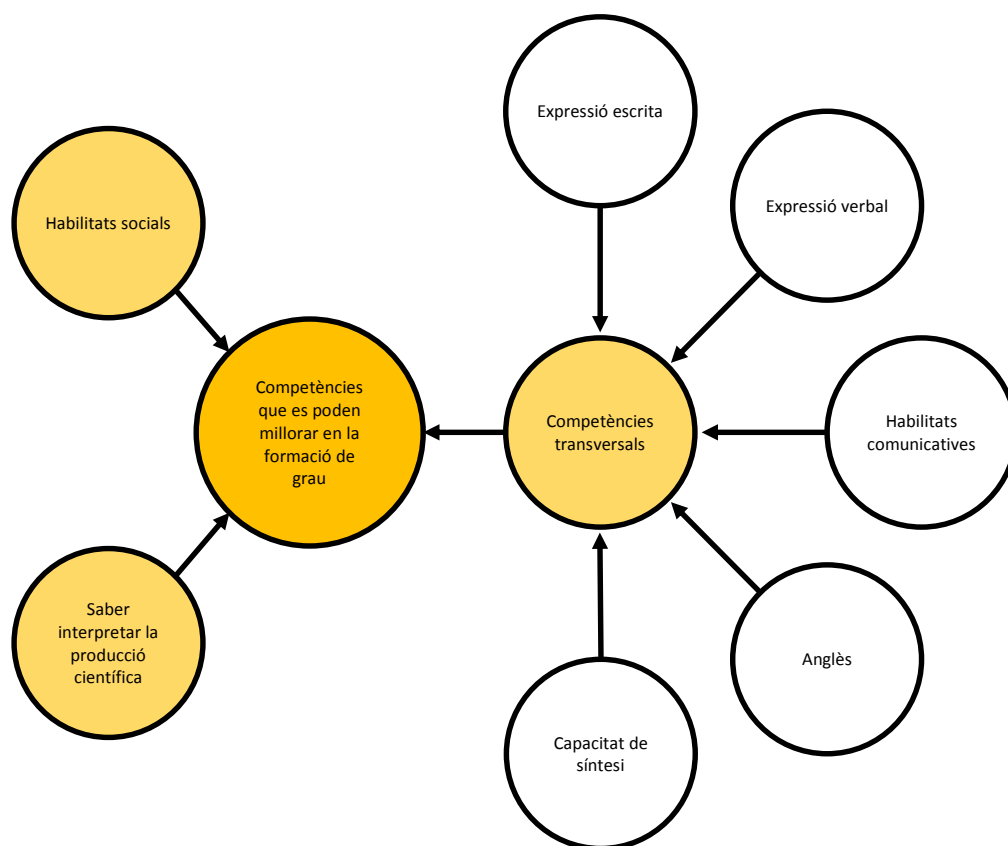 Expressió escrita
Expressió verbal
Habilitats socials
Competències
que es poden
millorar en la
formació de
grau
Competències
transversals
Habilitats
comunicatives
Saber
interpretar la
producció
científica
Anglès
Capacitat de
síntesi